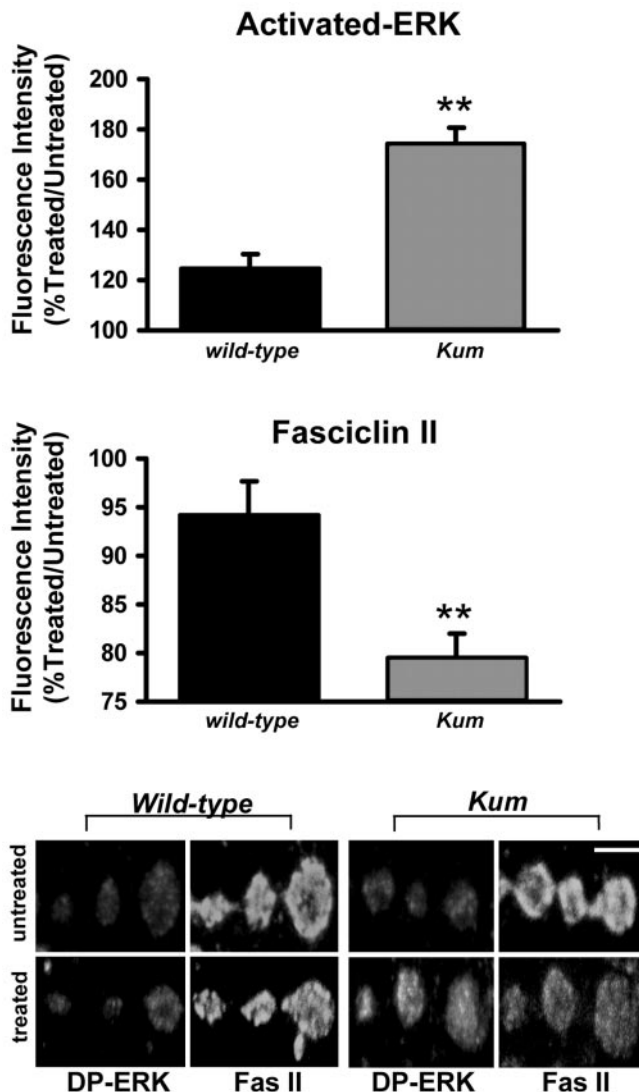 Activated-ERK
Fluorescence Intensity
(%Treated/Untreated)
200
180
160
140
120
100
**
wild-type Kum
Fasciclin II
Fluorescence Intensity
(%Treated/Untreated)
100
95
90
85
80
75
**
wild-type Kum
Wild-type Kum
untreated
treated
DP-ERK Fas II DP-ERK Fas II